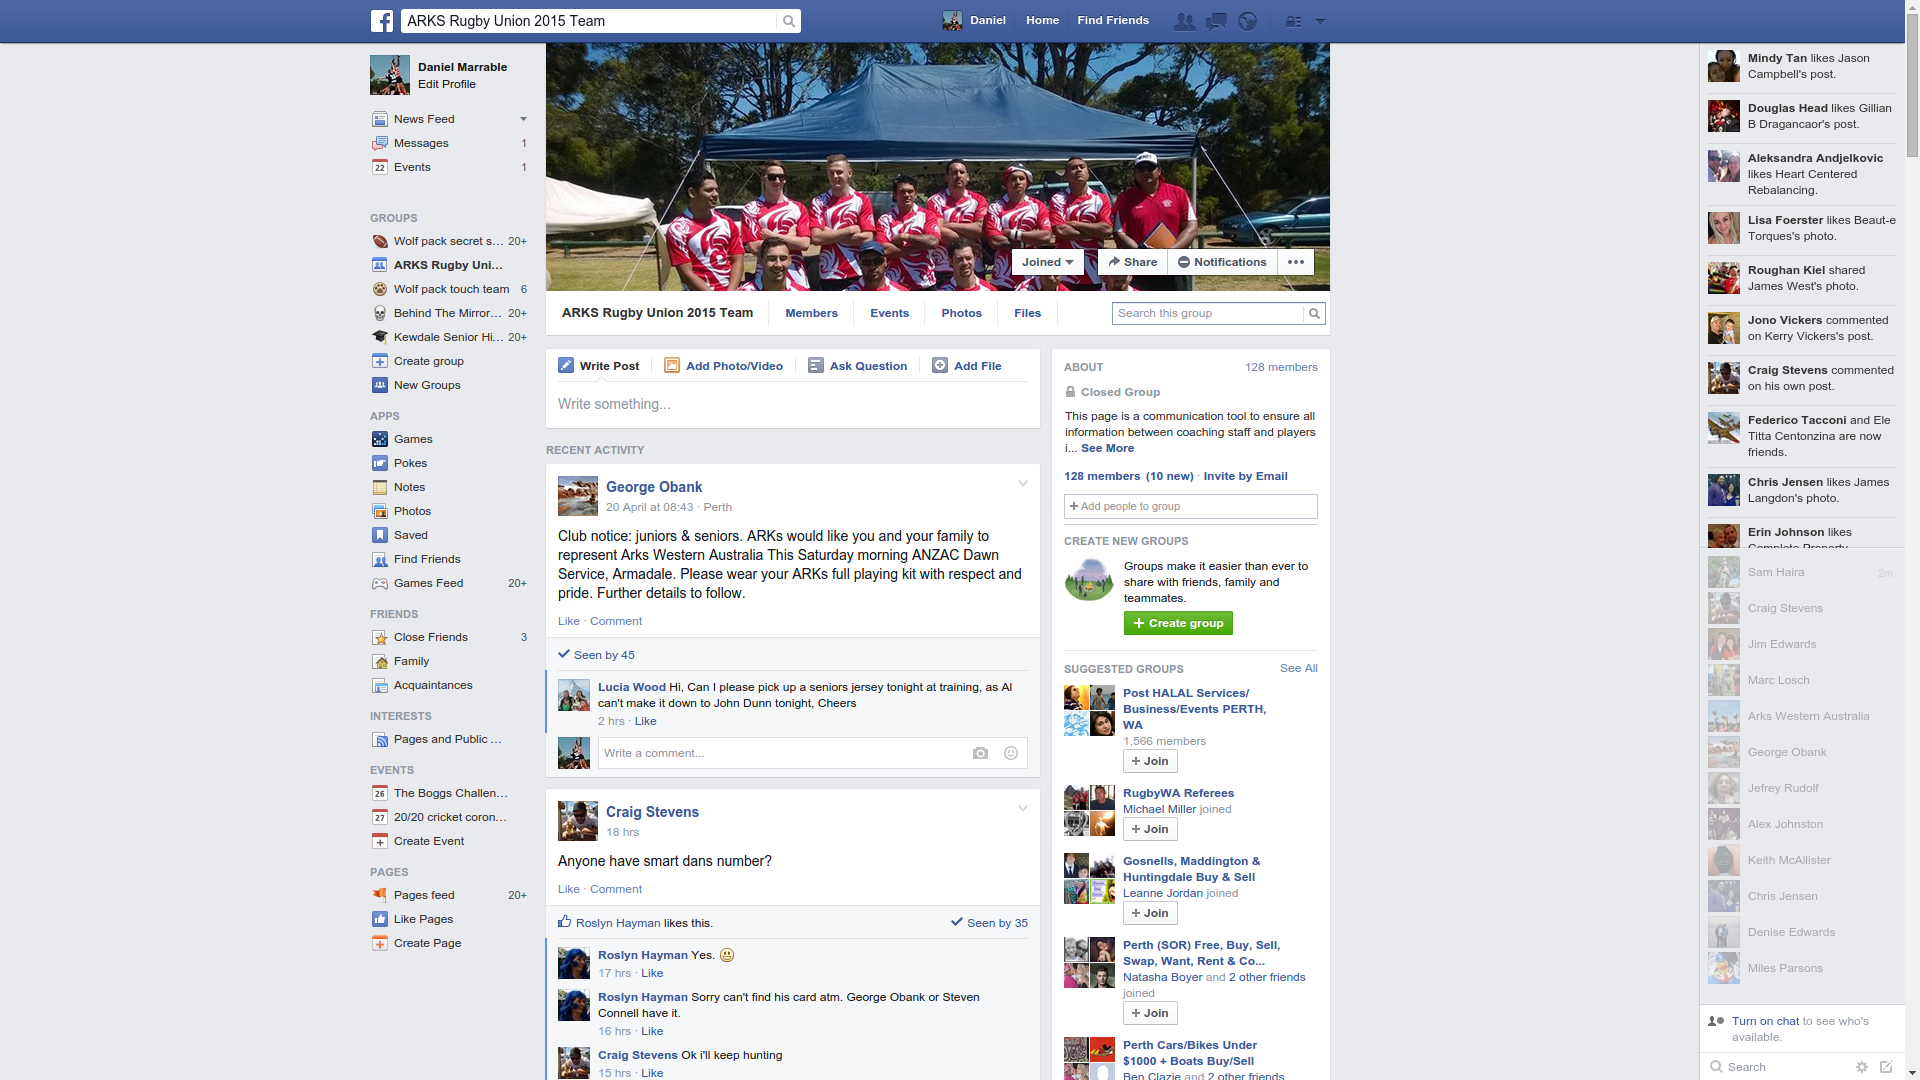 ARKS Rugby Union 2015 Team
Daniel
Home
Find Friends
Daniel Marrable
Edit Profile
News Feed
Messages 1
22 Events 1
GROUPS
Wolf pack secret s... 20+
ARKS Rugby Uni...
Wolf pack touch team 6
Behind The Mirror... 20+
Kewdale Senior Hi... 20+
Create group
New Groups
APPS
Games
Pokes
Notes
Photos
Saved
Find Friends
Games Feed 20+
FRIENDS
Close Friends 3
Family
Acquaintances
INTERESTS
Pages and Public ...
EVENTS
26 The Boggs Challen...
27 20/20 cricket coron...
Create Event
PAGES
Pages feed 20+
Like Pages
Create Page
Joined
Share
Notifications
ARKS Rugby Union 2015 Team
Members
Events
Photos
Files
Search this group
Write Post
Add Photo/Video
Ask Question
Add File
Write something...
RECENT ACTIVITY
George Obank
20 April at 08:43 · Perth
Club notice: juniors & seniors. ARKs would like you and your family to
represent Arks Western Australia This Saturday morning ANZAC Dawn
Service, Armadale. Please wear your ARKs full playing kit with respect and
pride. Further details to follow.
Like · Comment
Seen by 45
Lucia Wood Hi, Can I please pick up a seniors jersey tonight at training, as Al
can't make it down to John Dunn tonight, Cheers
2 hrs · Like
Write a comment...
Craig Stevens
18 hrs
Anyone have smart dans number?
Like · Comment
Roslyn Hayman likes this.
Seen by 35
Roslyn Hayman Yes.
17 hrs · Like
Roslyn Hayman Sorry can't find his card atm. George Obank or Steven
Connell have it.
16 hrs · Like
Craig Stevens Ok i'll keep hunting
15 hrs · Like
ABOUT
128 members
Closed Group
This page is a communication tool to ensure all
information between coaching staff and players
i... See More
128 members (10 new) · Invite by Email
+ Add people to group
CREATE NEW GROUPS
Groups make it easier than ever to
share with friends, family and
teammates.
+ Create group
SUGGESTED GROUPS
See All
Post HALAL Services/
Business/Events PERTH,
WA
1,566 members
+ Join
RugbyWA Referees
Michael Miller joined
+ Join
Gosnells, Maddington &
Huntingdale Buy & Sell
Leanne Jordan joined
+ Join
Perth (SOR) Free, Buy, Sell,
Swap, Want, Rent & Co...
Natasha Boyer and 2 other friends
joined
+ Join
Perth Cars/Bikes Under
$1000 + Boats Buy/Sell
Ben Clazie and 2 other friends
Mindy Tan likes Jason
Campbell's post.
Douglas Head likes Gillian
B Dragancaor's post.
Aleksandra Andjelkovic
likes Heart Centered
Rebalancing.
Lisa Foerster likes Beaut-e
Torques's photo.
Roughan Kiel shared
James West's photo.
Jono Vickers commented
on Kerry Vickers's post.
Craig Stevens commented
on his own post.
Federico Tacconi and Ele
Titta Centonzina are now
friends.
Chris Jensen likes James
Langdon's photo.
Erin Johnson likes
Complete Property
Sam Haira 2m
Craig Stevens
Jim Edwards
Marc Losch
Arks Western Australia
George Obank
Jefrey Rudolf
Alex Johnston
Keith McAllister
Chris Jensen
Denise Edwards
Miles Parsons
Turn on chat to see who's
available.
Search